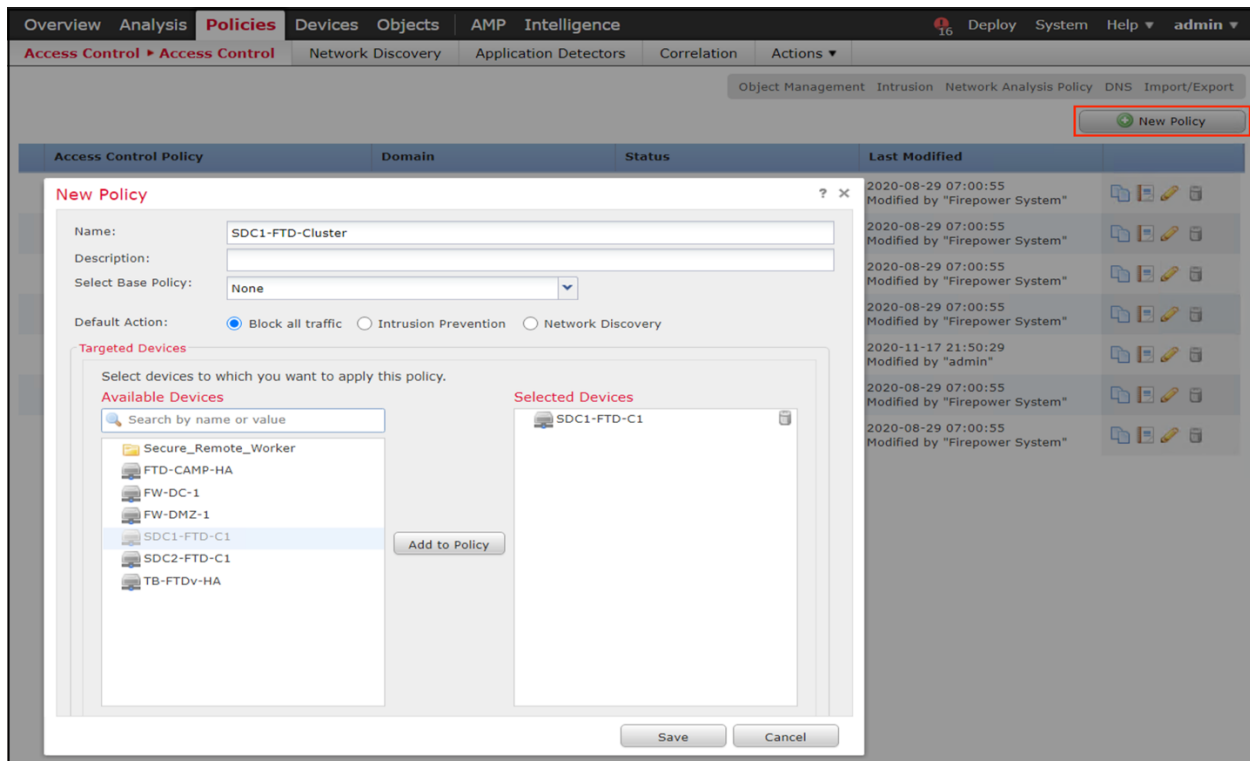 Overview Analysis Policies Devices Objects AMP Intelligence 16 Deploy System Help ▾ admin ▾
Access Control ▸ Access Control Network Discovery Application Detectors Correlation Actions ▾
Object Management Intrusion Network Analysis Policy DNS Import/Export
New Policy
Access Control Policy Domain Status Last Modified
New Policy ? ×
Name: SDC1-FTD-Cluster
Description:
Select Base Policy: None
Default Action: Block all traffic Intrusion Prevention Network Discovery
Targeted Devices
Select devices to which you want to apply this policy.
Available Devices Selected Devices
Search by name or value SDC1-FTD-C1
Secure_Remote_Worker
FTD-CAMP-HA
FW-DC-1
FW-DMZ-1
SDC1-FTD-C1
SDC2-FTD-C1
TB-FTDv-HA
Add to Policy
Save Cancel
2020-08-29 07:00:55
Modified by "Firepower System"
2020-08-29 07:00:55
Modified by "Firepower System"
2020-08-29 07:00:55
Modified by "Firepower System"
2020-08-29 07:00:55
Modified by "Firepower System"
2020-11-17 21:50:29
Modified by "admin"
2020-08-29 07:00:55
Modified by "Firepower System"
2020-08-29 07:00:55
Modified by "Firepower System"